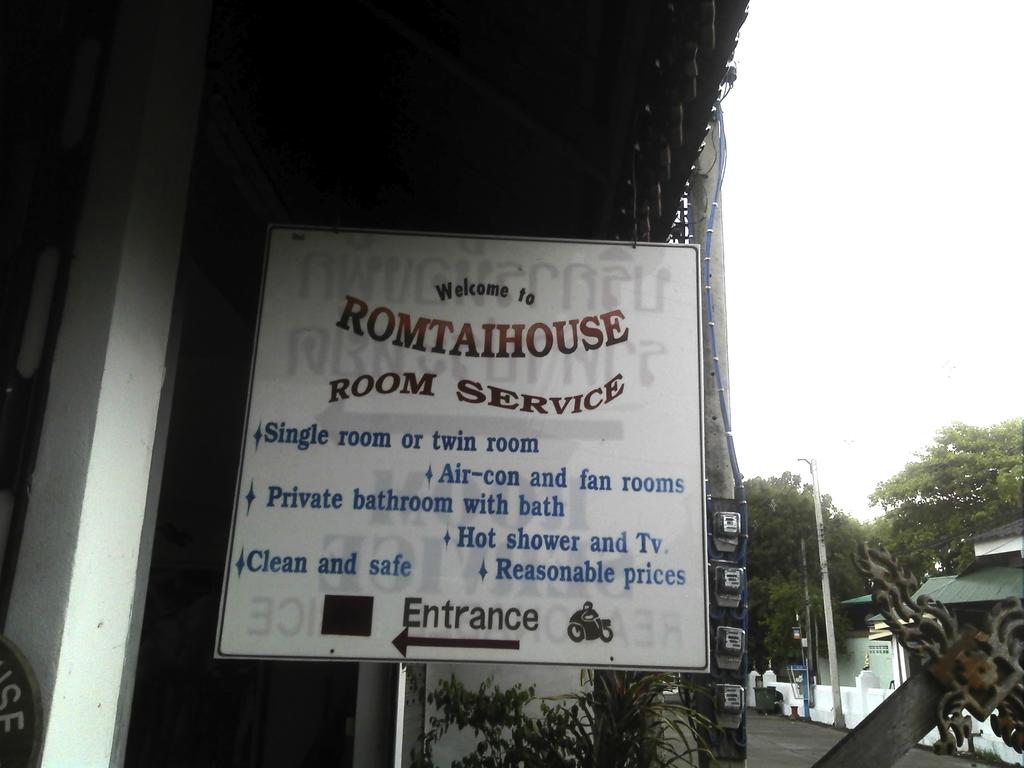 Welcome to
ROMTAIHOUSE
ROOM SERVICE
Single room or twin room
Air-con and fan rooms
Private bathroom with bath
Hot shower and Tv.
Clean and safe
Reasonable prices
Entrance